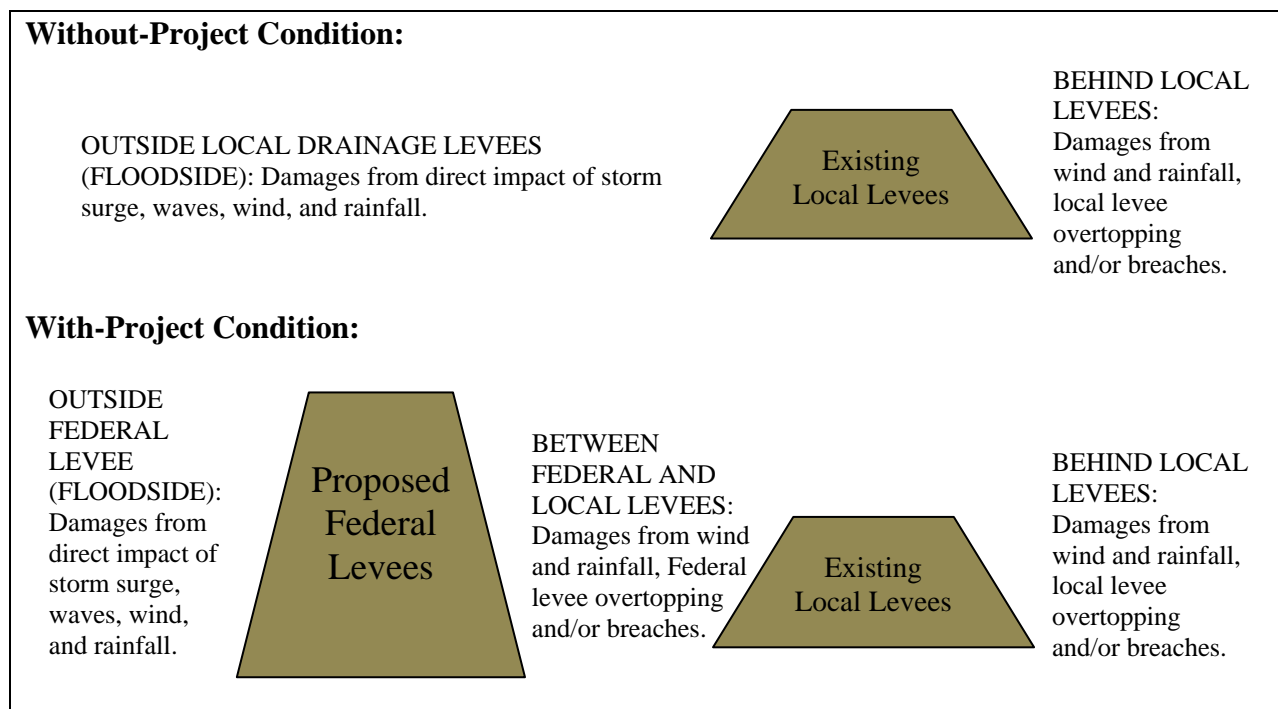 Without-Project Condition:
OUTSIDE LOCAL DRAINAGE LEVEES
(FLOODSIDE): Damages from direct impact of storm
surge, waves, wind, and rainfall.
Existing
Local Levees
BEHIND LOCAL
LEVEES:
Damages from
wind and rainfall,
local levee
overtopping
and/or breaches.
With-Project Condition:
OUTSIDE
FEDERAL
LEVEE
(FLOODSIDE):
Damages from
direct impact of
storm surge,
waves, wind,
and rainfall.
Proposed
Federal
Levees
BETWEEN
FEDERAL AND
LOCAL LEVEES:
Damages from wind
and rainfall, Federal
levee overtopping
and/or breaches.
Existing
Local Levees
BEHIND LOCAL
LEVEES:
Damages from
wind and rainfall,
local levee
overtopping
and/or breaches.